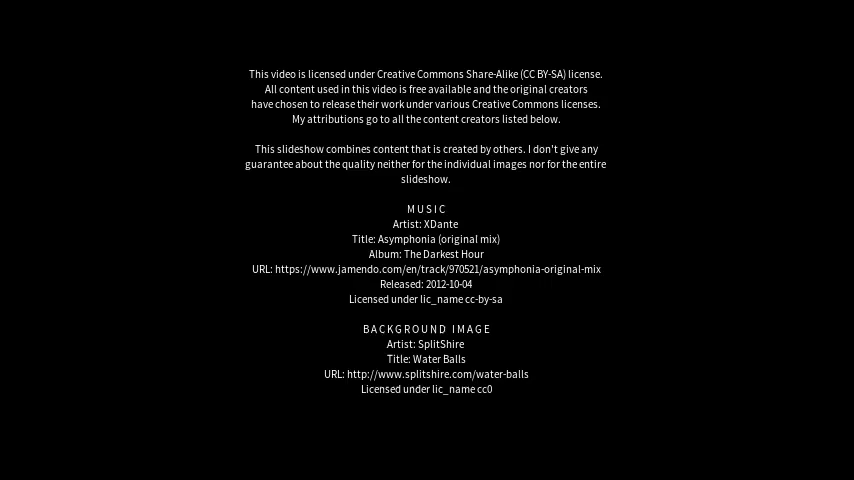 This video is licensed under Creative Commons Share-Alike (CC BY-SA) license.
All content used in this video is free available and the original creators
have chosen to release their work under various Creative Commons licenses.
My attributions go to all the content creators listed below.
This slideshow combines content that is created by others. I don't give any
guarantee about the quality neither for the individual images nor for the entire
slideshow.
MUSIC
Artist: XDante
Title: Asymphonia (original mix)
Album: The Darkest Hour
URL: https://www.jamendo.com/en/track/970521/asymphonia-original-mix
Released: 2012-10-04
Licensed under lic_name cc-by-sa
BACKGROUND IMAGE
Artist: SplitShire
Title: Water Balls
URL: http://www.splitshire.com/water-balls
Licensed under lic_name cc0